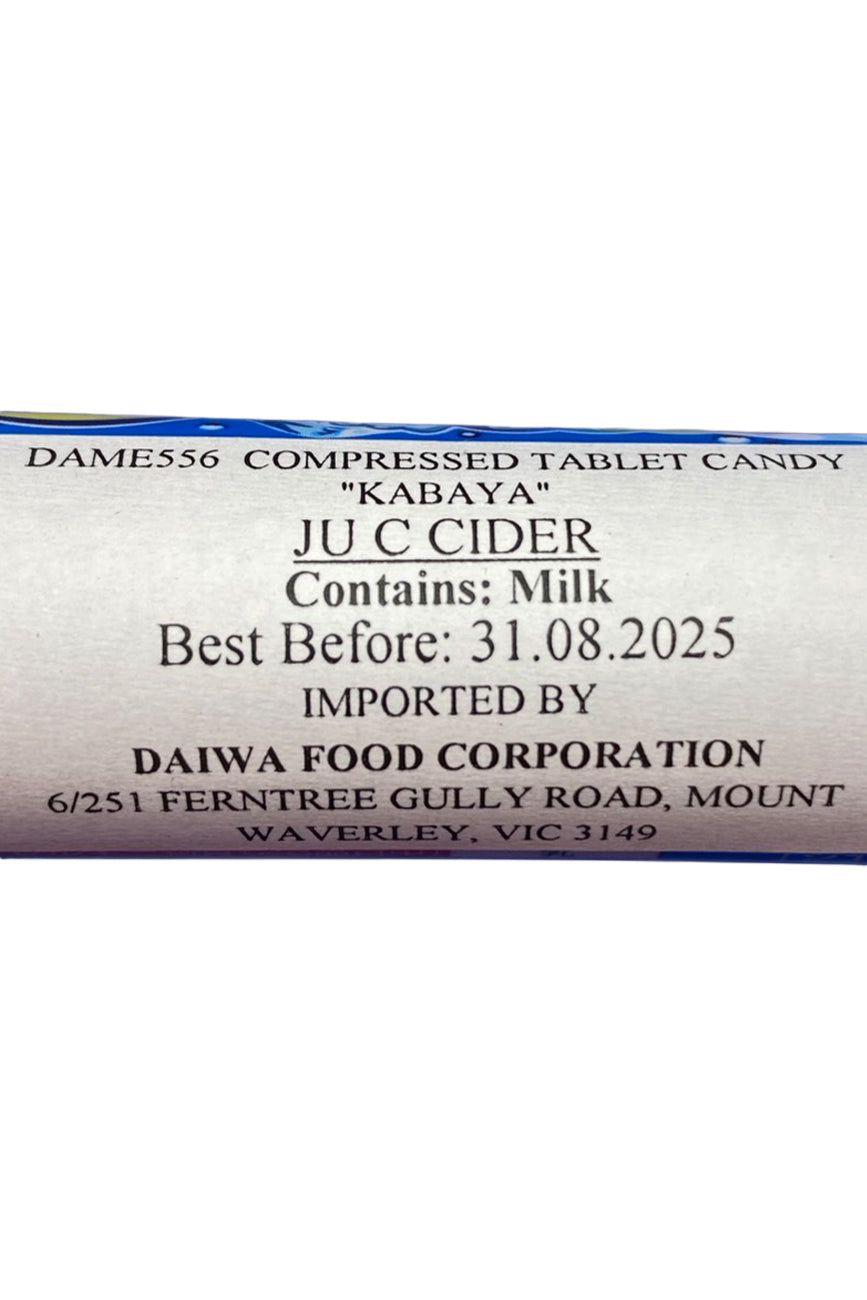 DAME556 COMPRESSED TABLET CANDY
"KABAYA"
JU C CIDER
Contains: Milk
Best Before: 31.08.2025
IMPORTED BY
DAIWA FOOD CORPORATION
6/251 FERNTREE GULLY ROAD, MOUNT
WAVERLEY, VIC 3149